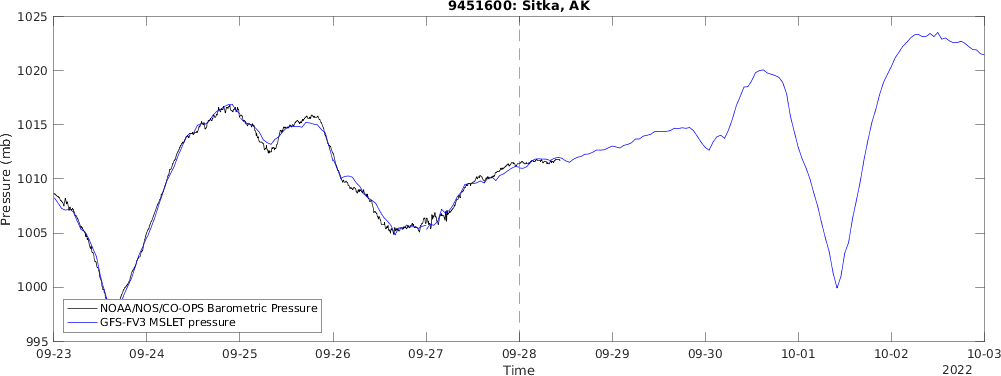 9451600: Sitka, AK
Pressure (mb)
1025
1020
1015
1010
1005
1000
995
NOAA/NOS/CO-OPS Barometric Pressure
GFS-FV3 MSLET pressure
09-23 09-24 09-25 09-26 09-27 09-28 09-29 09-30 10-01 10-02 10-03
Time
2022